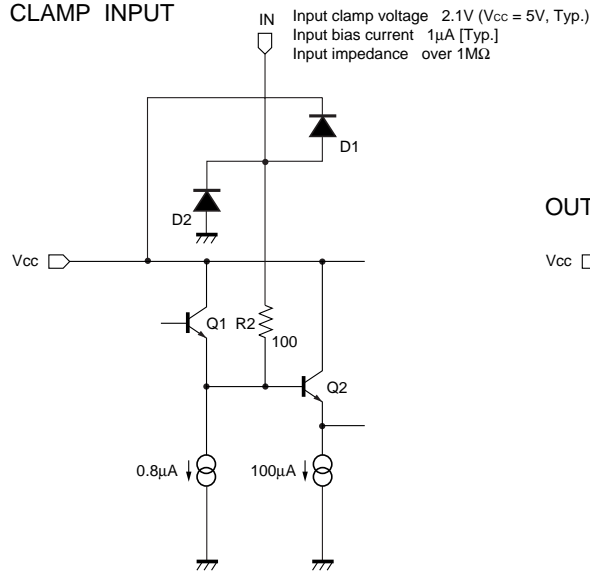 CLAMP INPUT
IN
Input clamp voltage 2.1V (Vcc = 5V, Typ.)
Input bias current 1μA [Typ.]
Input impedance over 1MΩ
D1
D2
OUT
Vcc
Vcc
Q1
R2
100
Q2
0.8μA
100μA